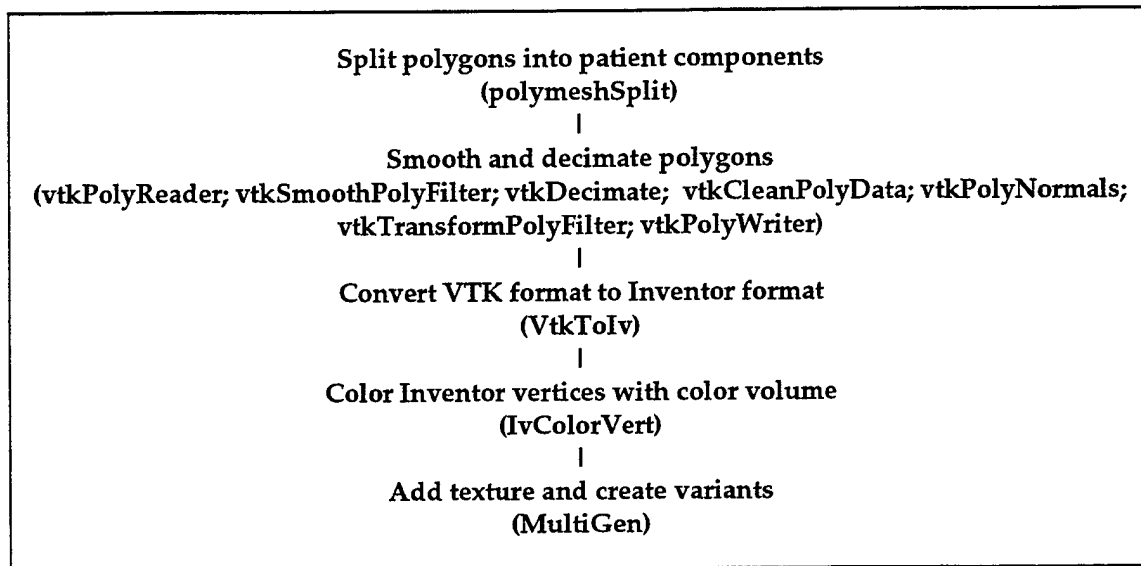 Split polygons into patient components
(polymeshSplit)
|
Smooth and decimate polygons
(vtkPolyReader; vtkSmoothPolyFilter; vtkDecimate; vtkCleanPolyData; vtkPolyNormals;
vtkTransformPolyFilter; vtkPolyWriter)
|
Convert VTK format to Inventor format
(VtkToIv)
|
Color Inventor vertices with color volume
(IvColorVert)
|
Add texture and create variants
(MultiGen)